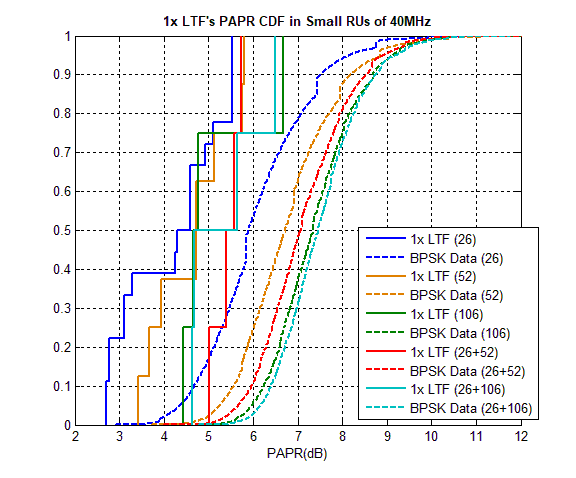 1x LTF's PAPR CDF in Small RUs of 40MHz
1
0.9
0.8
0.7
0.6
0.5
0.4
0.3
0.2
0.1
0
2 3 4 5 6 7 8 9 10 11 12
PAPR(dB)
1x LTF (26)
BPSK Data (26)
1x LTF (52)
BPSK Data (52)
1x LTF (106)
BPSK Data (106)
1x LTF (26+52)
BPSK Data (26+52)
1x LTF (26+106)
BPSK Data (26+106)